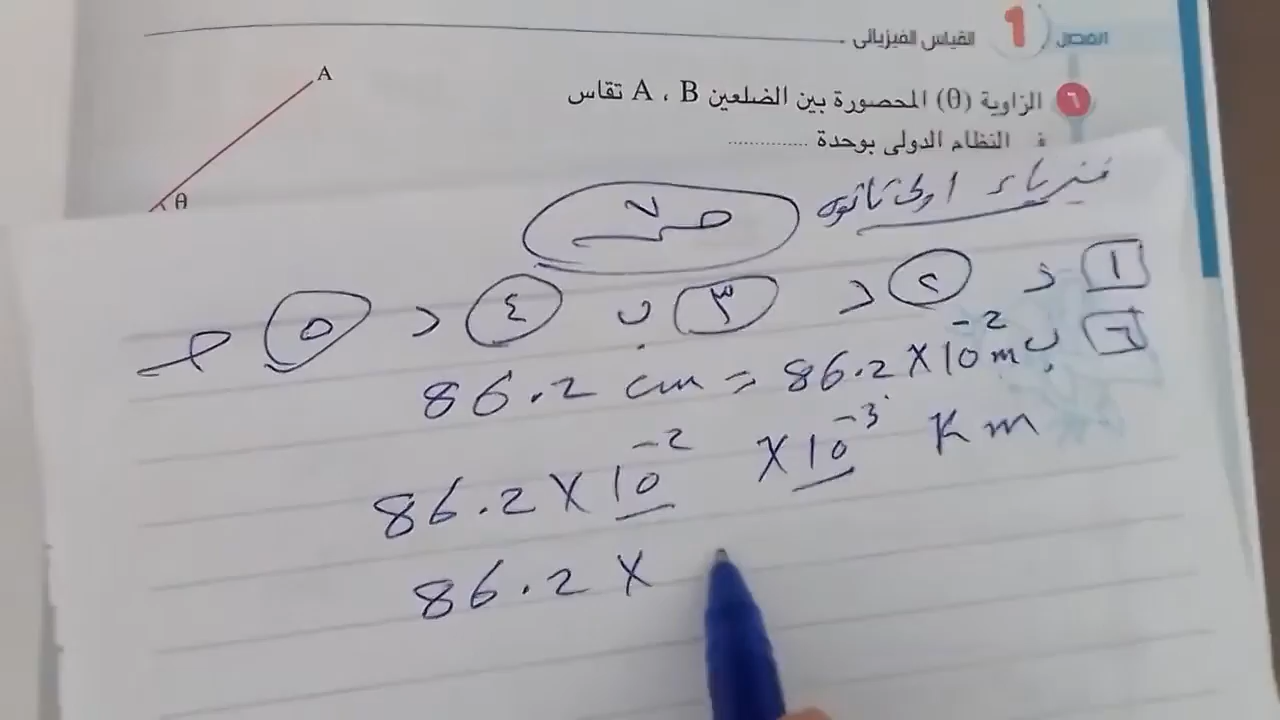 الفصل 1 القياس الفيزيائى
٦ الزاوية (θ) المحصورة بين الضلعين A ، B تقاس
النظام الدولى بوحدة ..............
A
θ
فيزياء اولى ثانوى
صـ ٧
١ د ٢ د ٣ ب ٤ د ٥ جـ
٦ ب 86.2 cm = 86.2 × 10⁻² m
86.2 × 10⁻² × 10⁻³ Km
86.2 ×